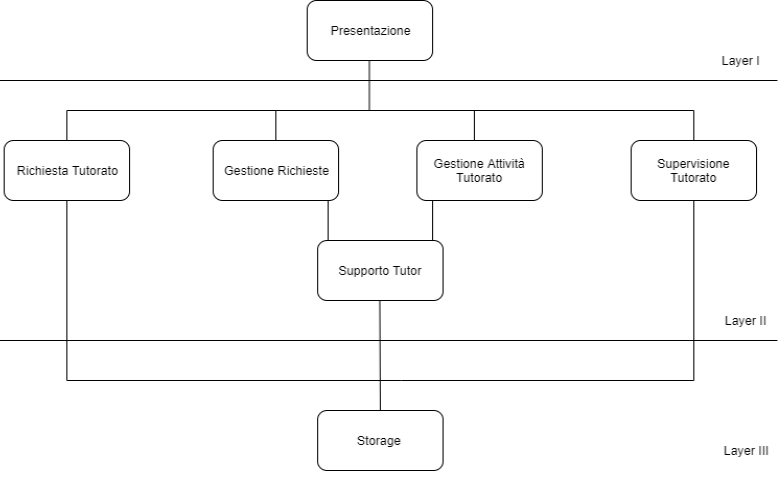 Presentazione
Layer I
Richiesta Tutorato
Gestione Richieste
Gestione Attività
Tutorato
Supervisione
Tutorato
Supporto Tutor
Layer II
Storage
Layer III